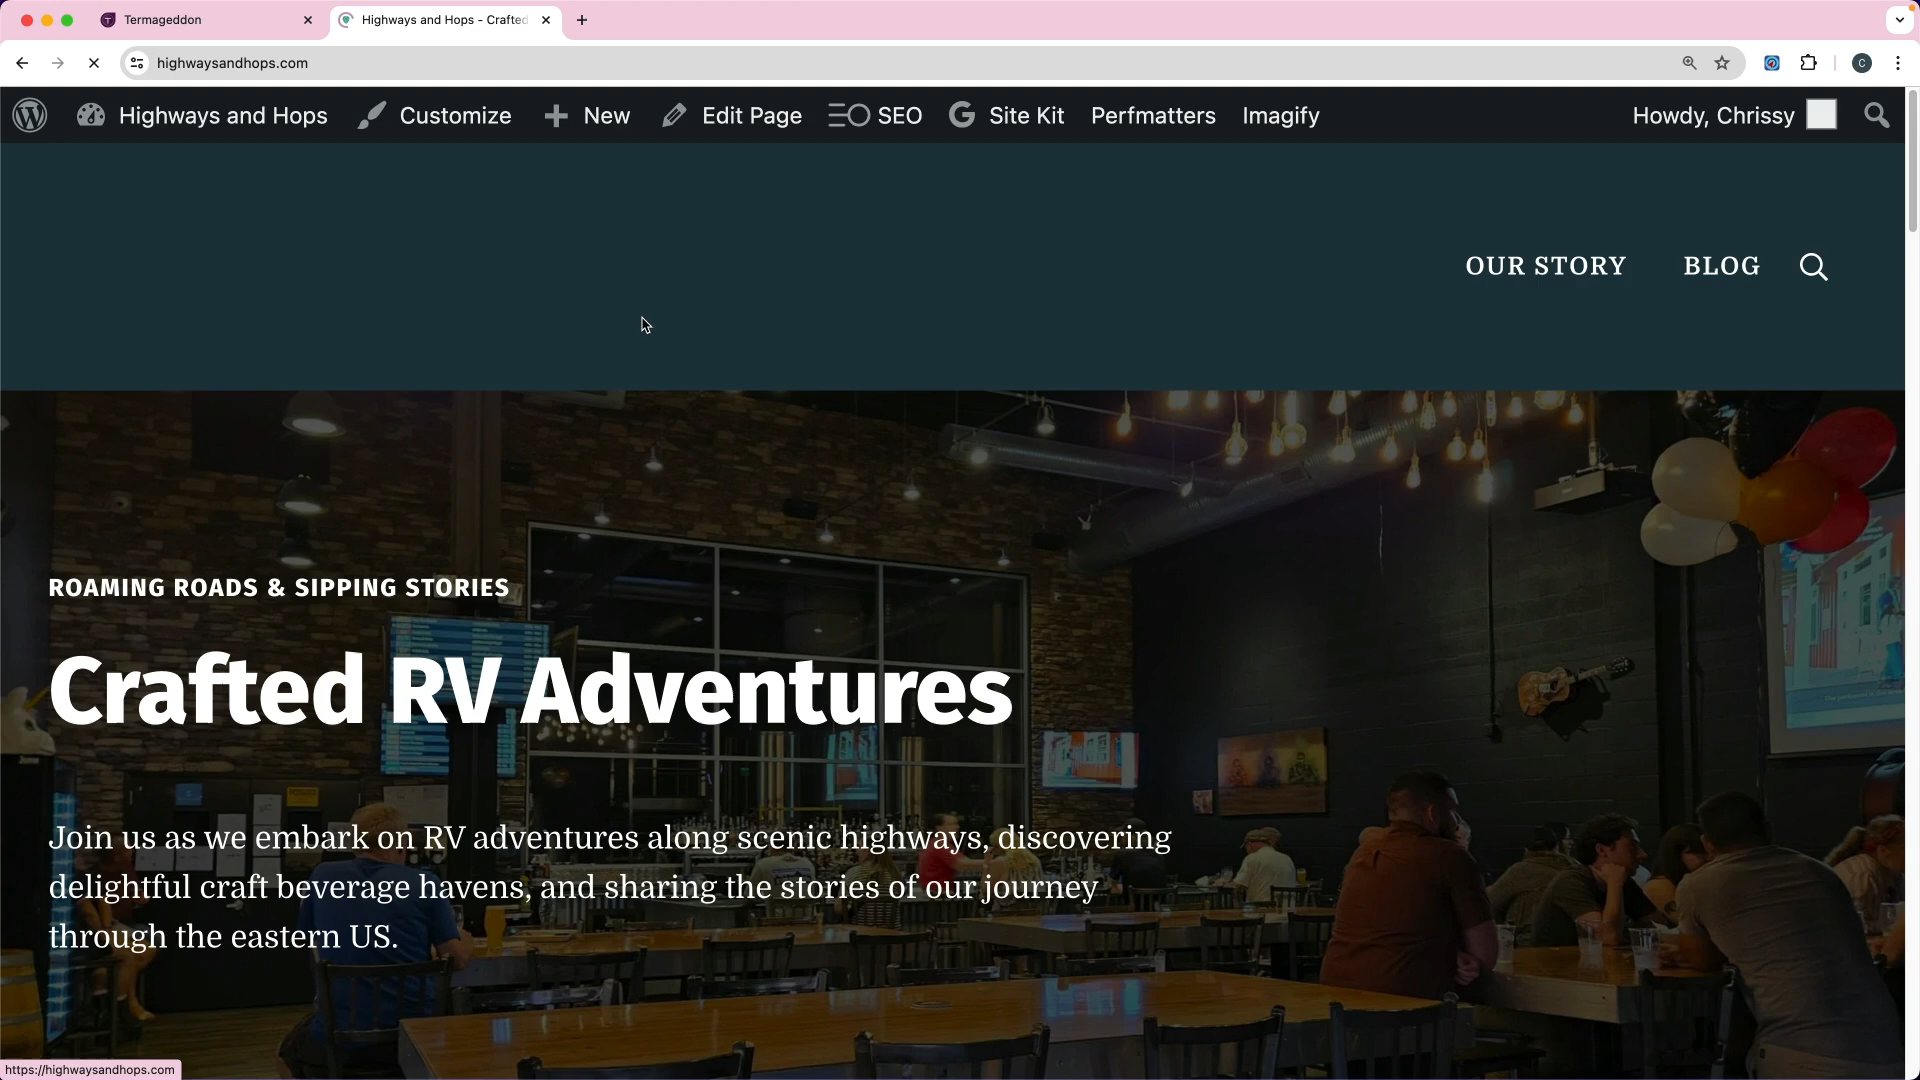 Termageddon
Highways and Hops - Crafted
highwaysandhops.com
C
Highways and Hops
Customize
New
Edit Page
SEO
Site Kit
Perfmatters
Imagify
Howdy, Chrissy
OUR STORY
BLOG
ROAMING ROADS & SIPPING STORIES
Crafted RV Adventures
Join us as we embark on RV adventures along scenic highways, discovering
delightful craft beverage havens, and sharing the stories of our journey
through the eastern US.
https://highwaysandhops.com